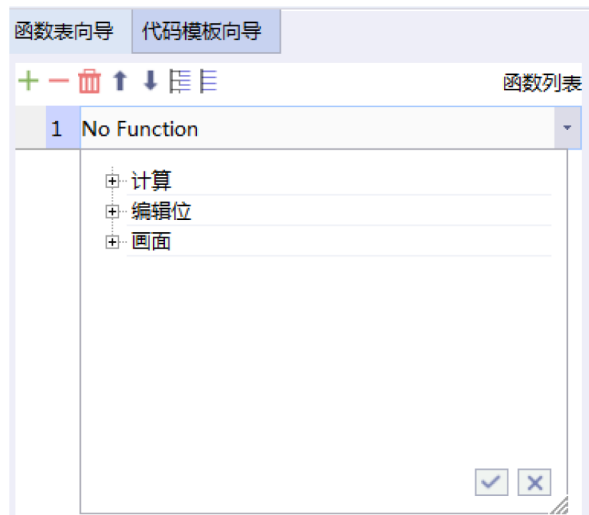 函数表向导 代码模板向导
函数列表
1 No Function
计算
编辑位
画面